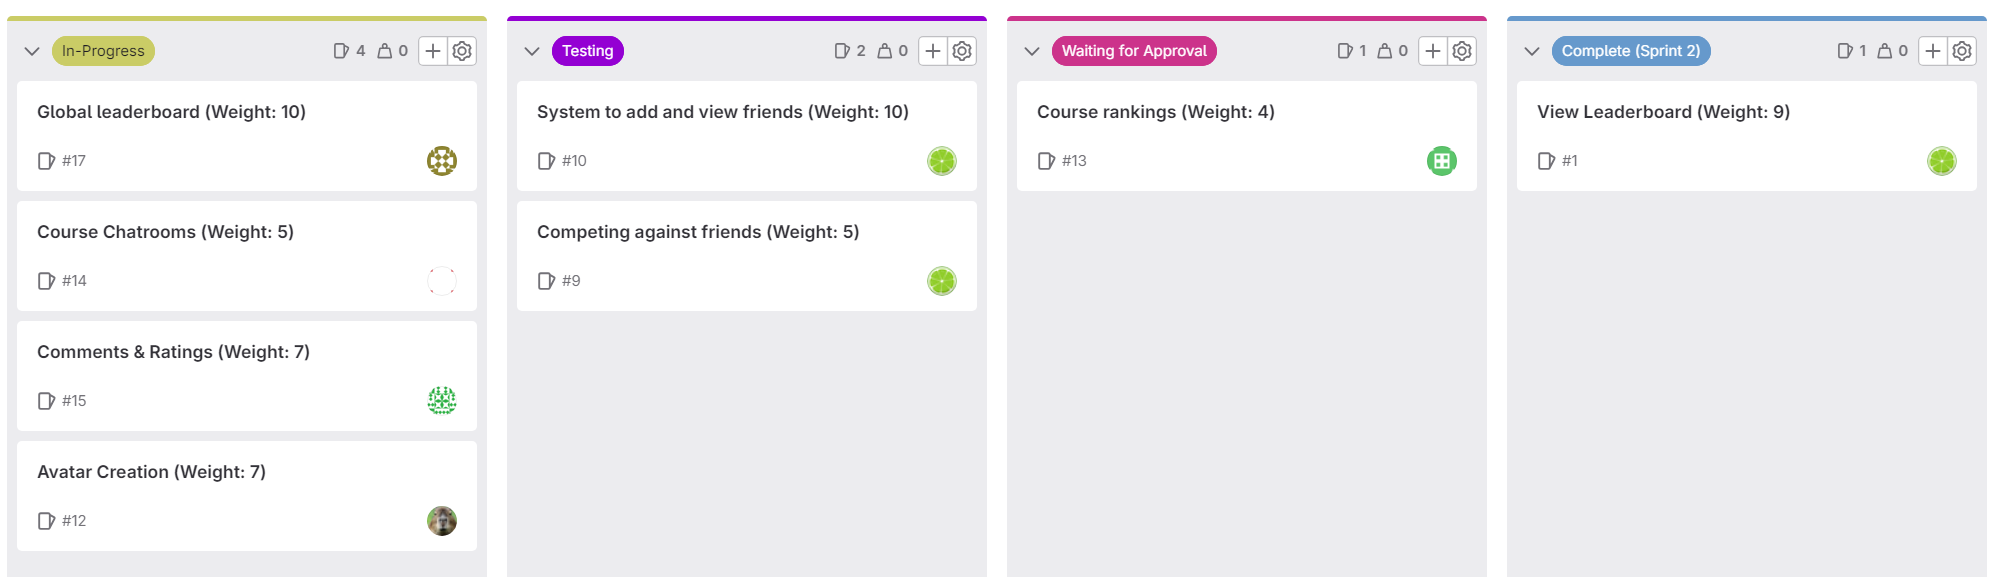 In-Progress 4 0
Global leaderboard (Weight: 10)
#17
Course Chatrooms (Weight: 5)
#14
Comments & Ratings (Weight: 7)
#15
Avatar Creation (Weight: 7)
#12
Testing 2 0
System to add and view friends (Weight: 10)
#10
Competing against friends (Weight: 5)
#9
Waiting for Approval 1 0
Course rankings (Weight: 4)
#13
Complete (Sprint 2) 1 0
View Leaderboard (Weight: 9)
#1